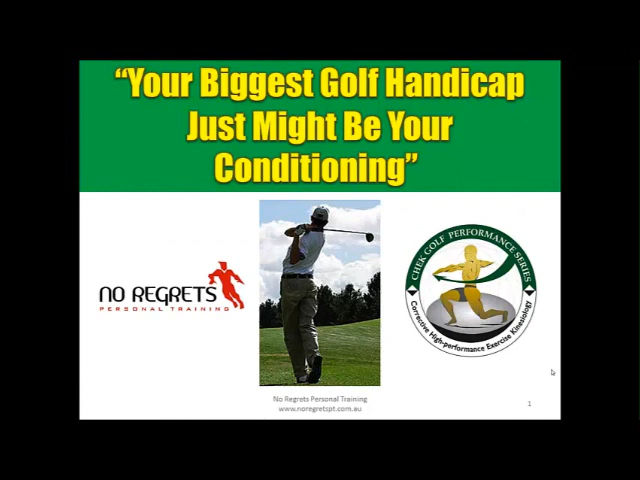 “Your Biggest Golf Handicap
Just Might Be Your
Conditioning”
NO REGRETS
PERSONAL TRAINING
CHEK GOLF PERFORMANCE SERIES
Corrective High-performance Exercise Kinesiology
No Regrets Personal Training
www.noregretspt.com.au
1